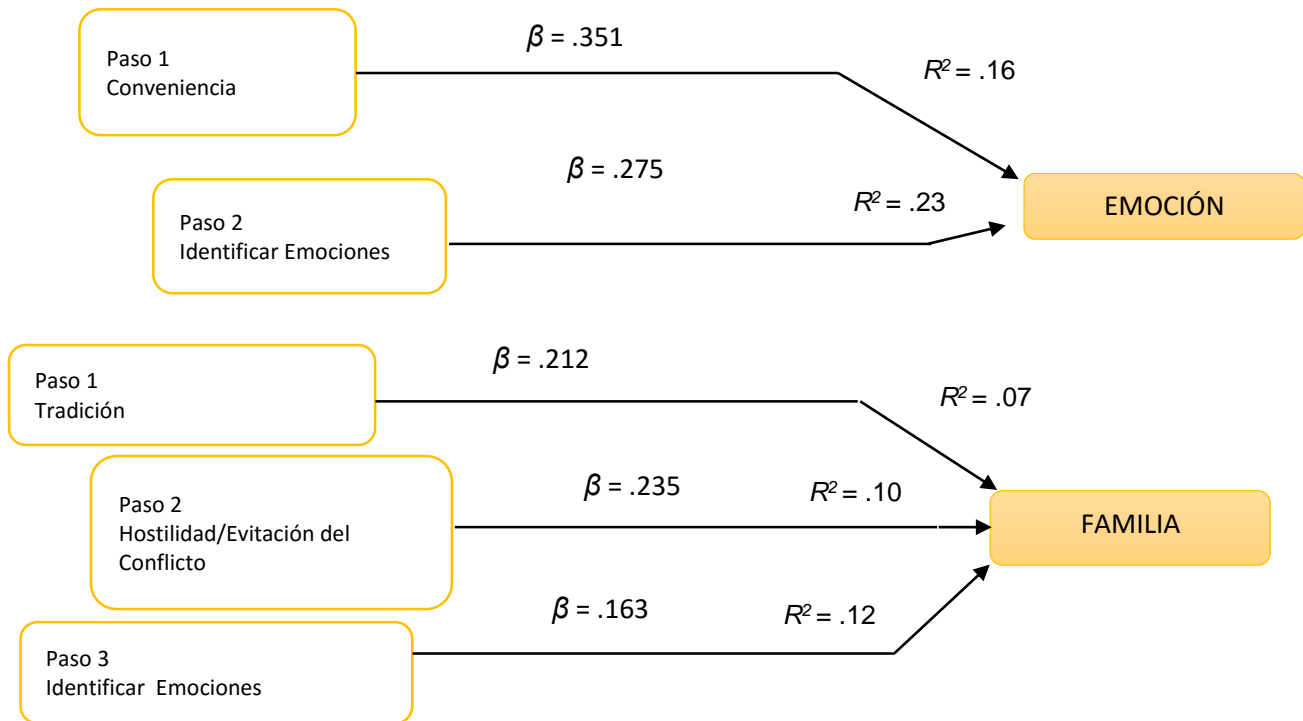 Paso 1
Conveniencia
β = .351
R² = .16
Paso 2
Identificar Emociones
β = .275
R² = .23
EMOCIÓN
Paso 1
Tradición
β = .212
R² = .07
Paso 2
Hostilidad/Evitación del
Conflicto
β = .235
R² = .10
FAMILIA
Paso 3
Identificar Emociones
β = .163
R² = .12